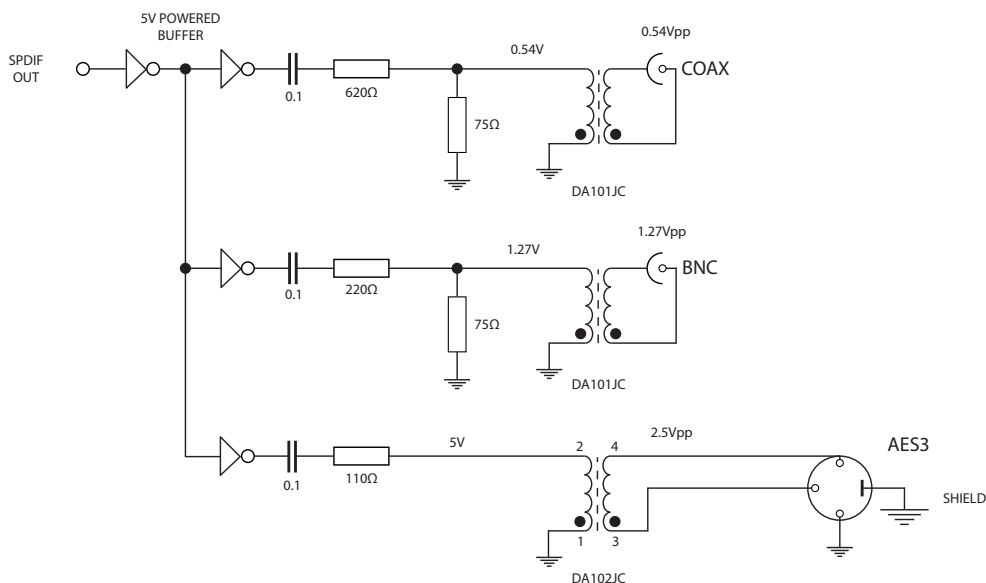 5V POWERED
BUFFER
SPDIF
OUT
0.1
620Ω
75Ω
0.54V
0.54Vpp
COAX
DA101JC
0.1
220Ω
75Ω
1.27V
1.27Vpp
BNC
DA101JC
0.1
110Ω
5V
2 4
1 3
2.5Vpp
AES3
SHIELD
DA102JC